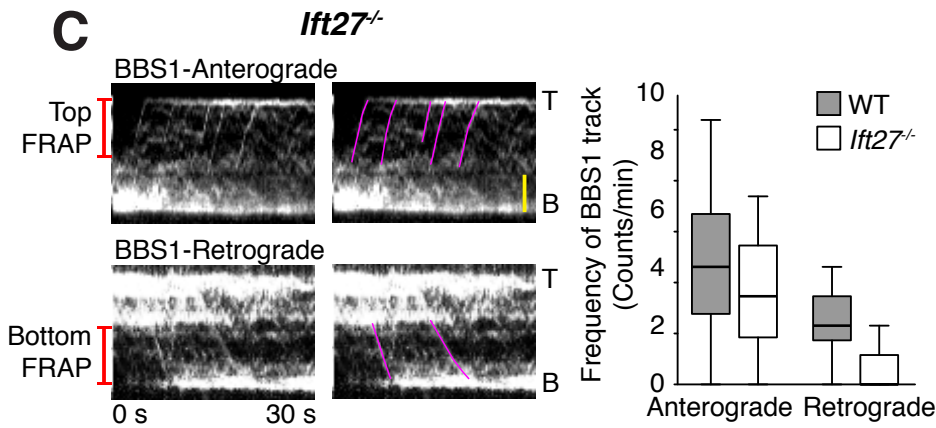 C
Ift27-/-
BBS1-Anterograde
Top
FRAP
T
B
BBS1-Retrograde
Bottom
FRAP
T
B
0 s
30 s
Frequency of BBS1 track
(Counts/min)
10
8
6
4
2
0
WT
Ift27-/-
Anterograde
Retrograde